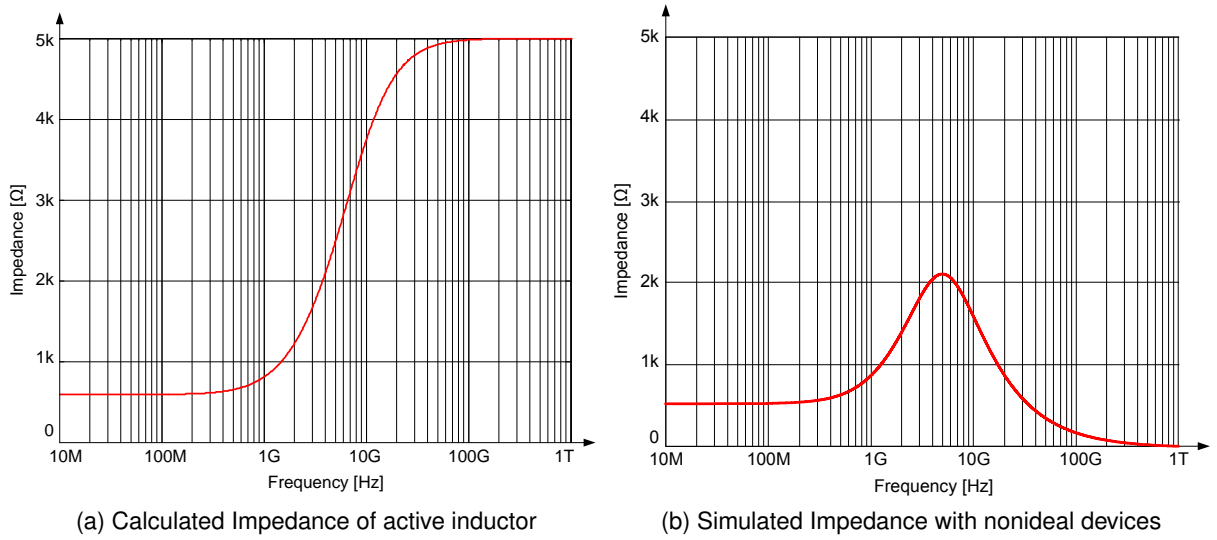 5k
4k
3k
2k
1k
0
Impedance [Ω]
10M 100M 1G 10G 100G 1T
Frequency [Hz]
(a) Calculated Impedance of active inductor
5k
4k
3k
2k
1k
0
Impedance [Ω]
10M 100M 1G 10G 100G 1T
Frequency [Hz]
(b) Simulated Impedance with nonideal devices